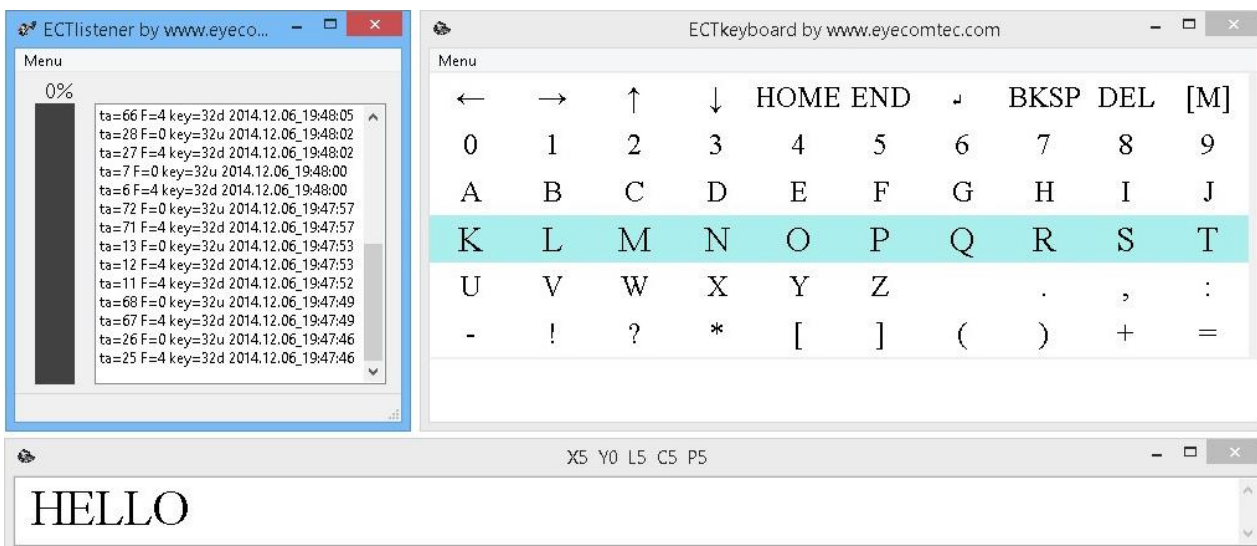 ECTlistener by www.eyeco...
Menu
0%
ta=66 F=4 key=32d 2014.12.06_19:48:05
ta=28 F=0 key=32u 2014.12.06_19:48:02
ta=27 F=4 key=32d 2014.12.06_19:48:02
ta=7 F=0 key=32u 2014.12.06_19:48:00
ta=6 F=4 key=32d 2014.12.06_19:48:00
ta=72 F=0 key=32u 2014.12.06_19:47:57
ta=71 F=4 key=32d 2014.12.06_19:47:57
ta=13 F=0 key=32u 2014.12.06_19:47:53
ta=12 F=4 key=32d 2014.12.06_19:47:53
ta=11 F=4 key=32d 2014.12.06_19:47:52
ta=68 F=0 key=32u 2014.12.06_19:47:49
ta=67 F=4 key=32d 2014.12.06_19:47:49
ta=26 F=0 key=32u 2014.12.06_19:47:46
ta=25 F=4 key=32d 2014.12.06_19:47:46
ECTkeyboard by www.eyecomtec.com
Menu
← → ↑ ↓ HOME END ↲ BKSP DEL [M]
0 1 2 3 4 5 6 7 8 9
A B C D E F G H I J
K L M N O P Q R S T
U V W X Y Z . , :
- ! ? * [ ] ( ) + =
X5 Y0 L5 C5 P5
HELLO